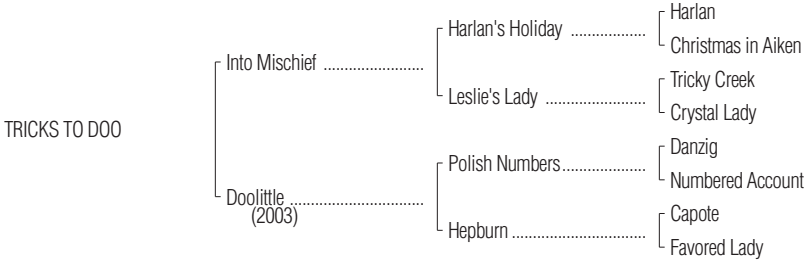 Harlan
Harlan's Holiday ....................
Christmas in Aiken
Into Mischief ..........................
Tricky Creek
Leslie's Lady ..........................
Crystal Lady
TRICKS TO DOO
Danzig
Polish Numbers......................
Numbered Account
Doolittle ...................................
(2003)
Capote
Hepburn ...................................
Favored Lady